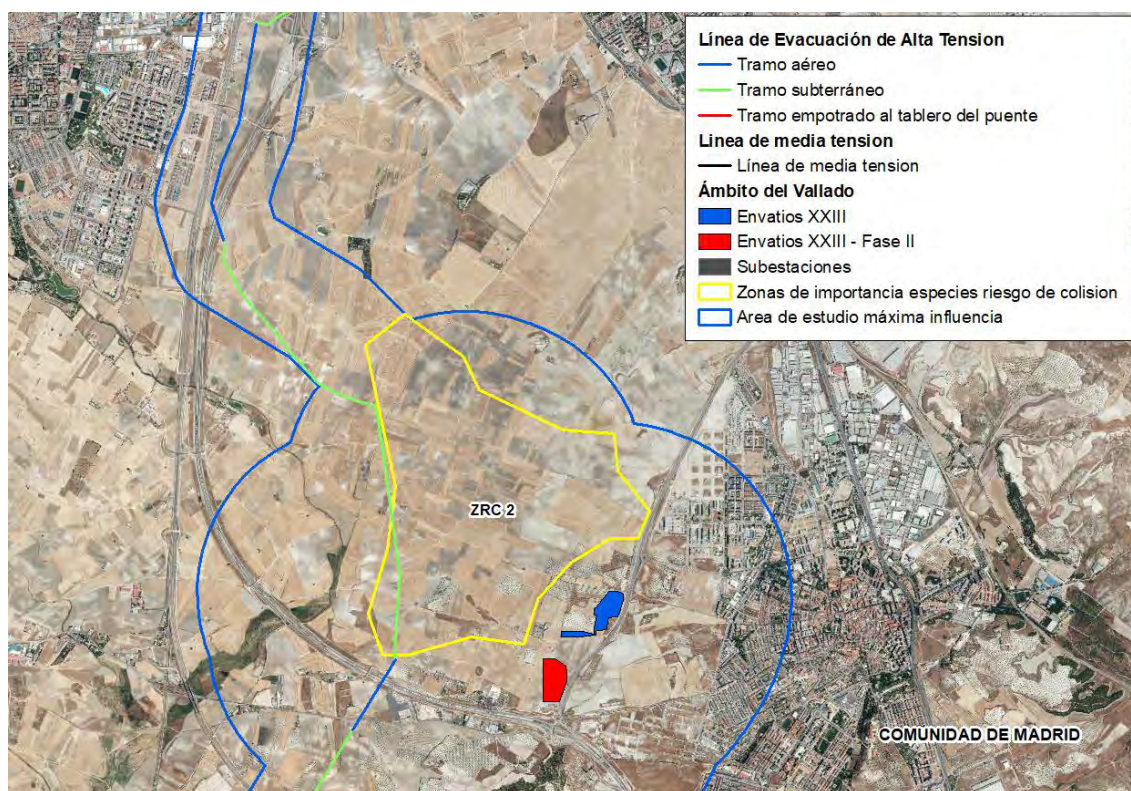 Línea de Evacuación de Alta Tension
Tramo aéreo
Tramo subterráneo
Tramo empotrado al tablero del puente
Linea de media tension
Línea de media tension
Ámbito del Vallado
Envatios XXIII
Envatios XXIII - Fase II
Subestaciones
Zonas de importancia especies riesgo de colision
Area de estudio máxima influencia
ZRC 2
COMUNIDAD DE MADRID